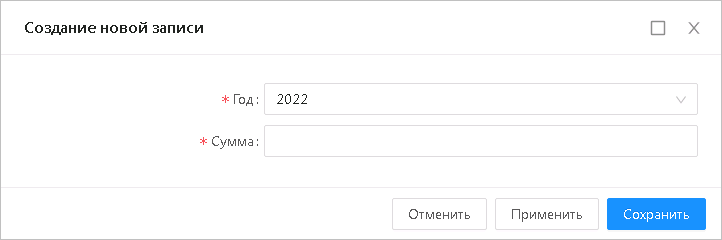 Создание новой записи
* Год: 2022
* Сумма:
Отменить Применить Сохранить